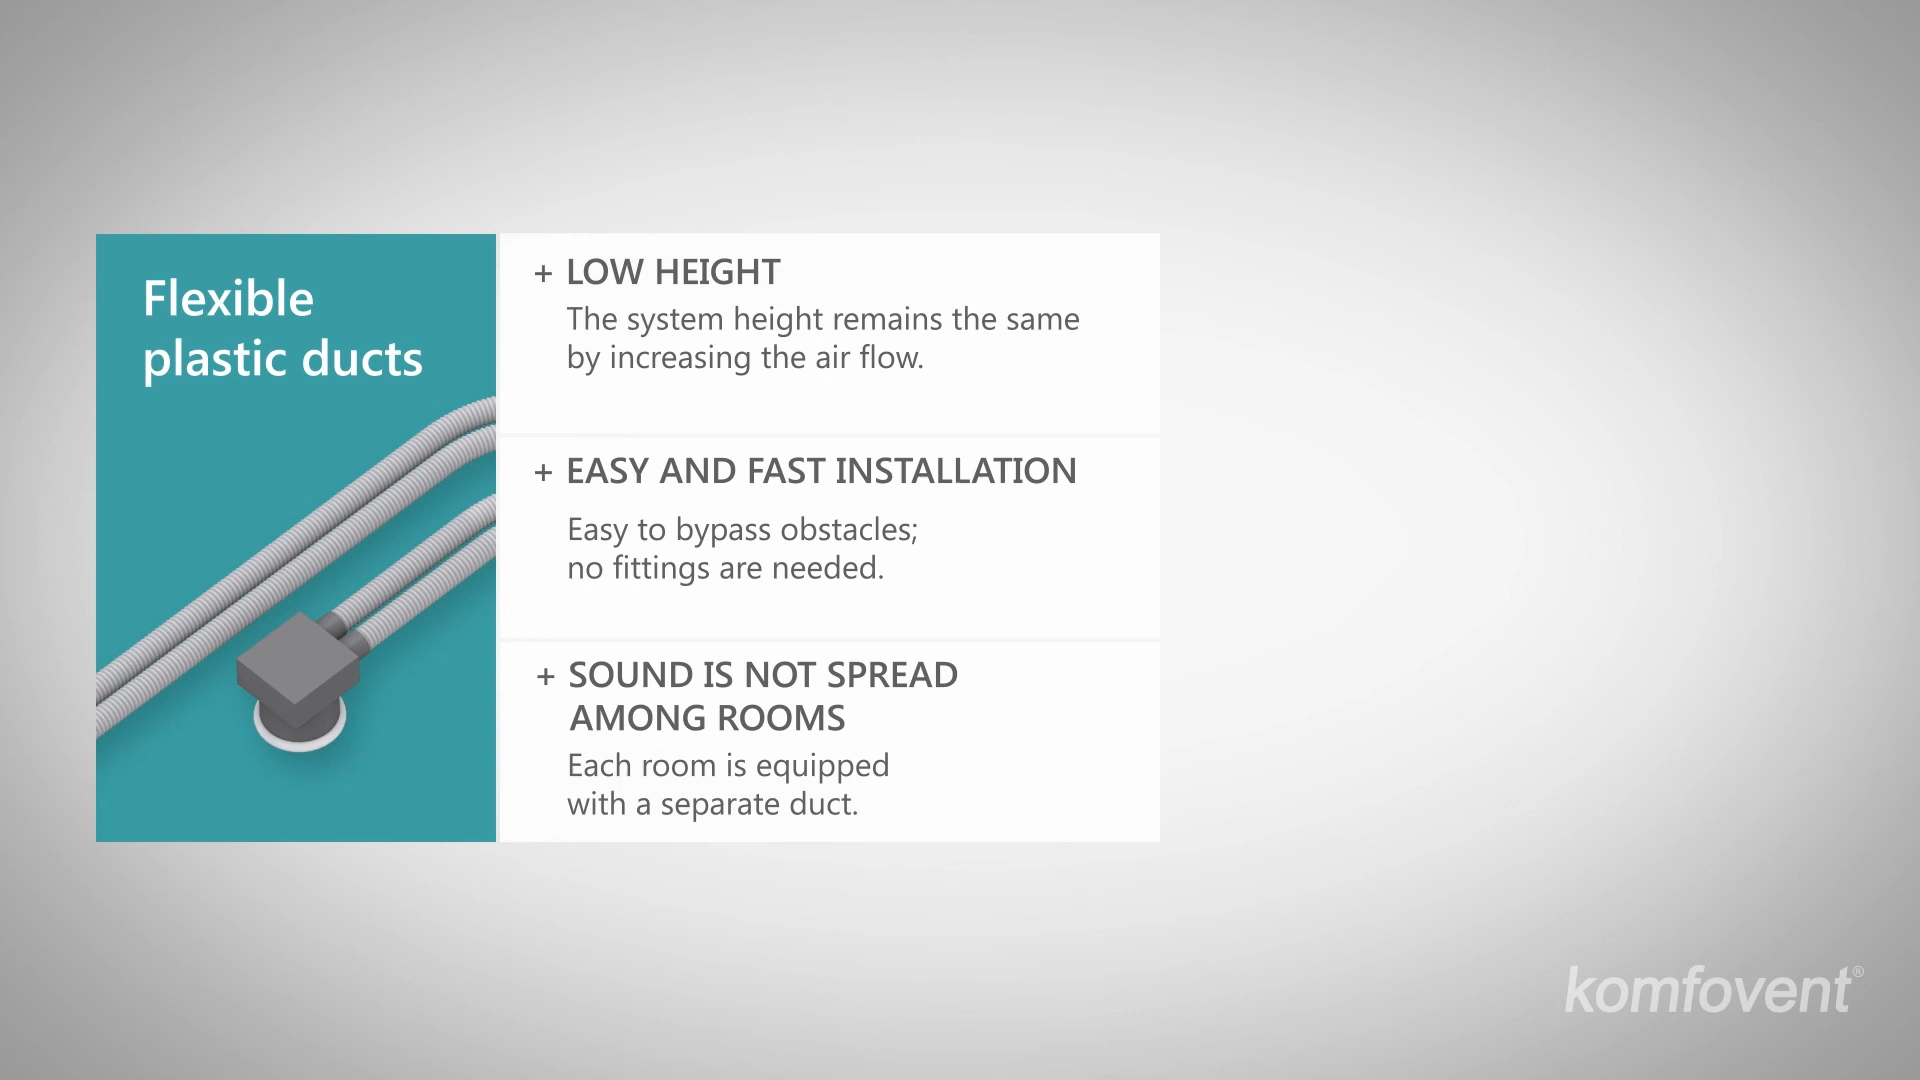 Flexible
plastic ducts
+ LOW HEIGHT
The system height remains the same
by increasing the air flow.
+ EASY AND FAST INSTALLATION
Easy to bypass obstacles;
no fittings are needed.
+ SOUND IS NOT SPREAD
AMONG ROOMS
Each room is equipped
with a separate duct.
komfovent®